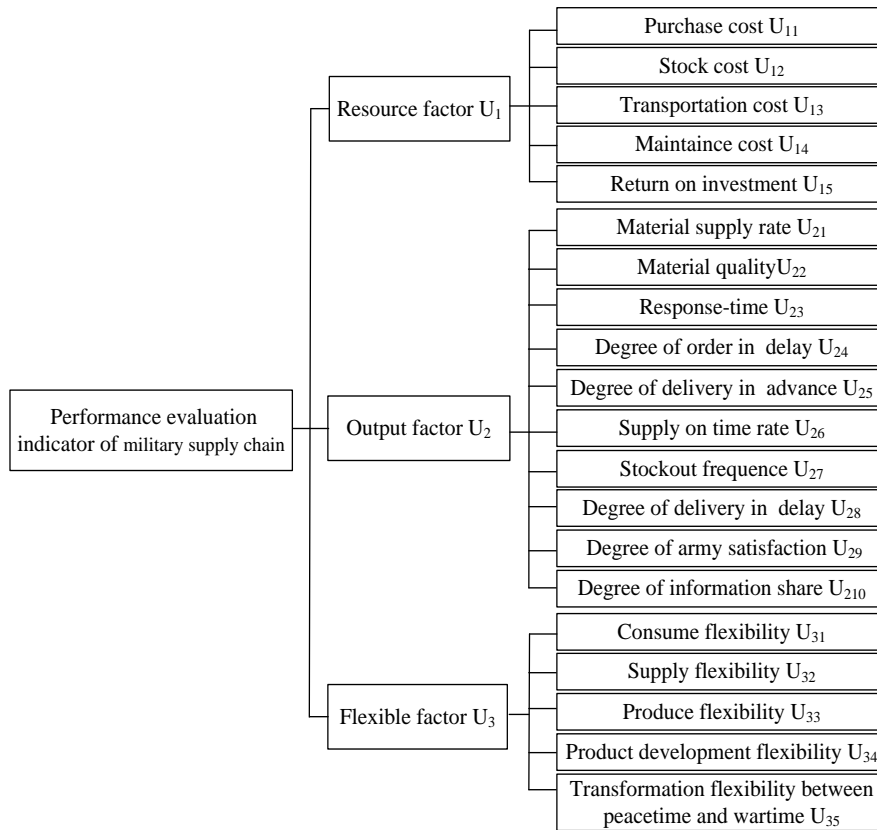 Performance evaluation
indicator of military supply chain
Resource factor U₁
Purchase cost U₁₁
Stock cost U₁₂
Transportation cost U₁₃
Maintaince cost U₁₄
Return on investment U₁₅
Output factor U₂
Material supply rate U₂₁
Material qualityU₂₂
Response-time U₂₃
Degree of order in delay U₂₄
Degree of delivery in advance U₂₅
Supply on time rate U₂₆
Stockout frequence U₂₇
Degree of delivery in delay U₂₈
Degree of army satisfaction U₂₉
Degree of information share U₂₁₀
Flexible factor U₃
Consume flexibility U₃₁
Supply flexibility U₃₂
Produce flexibility U₃₃
Product development flexibility U₃₄
Transformation flexibility between
peacetime and wartime U₃₅